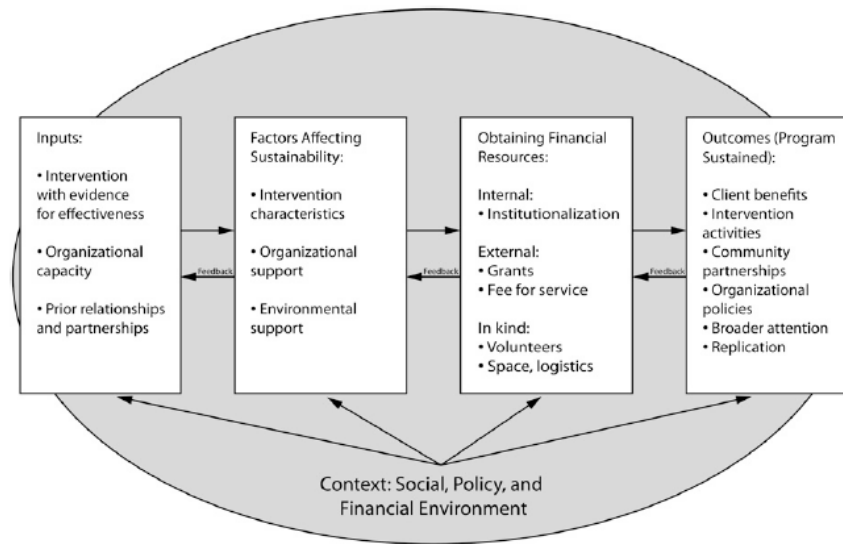 Inputs:
• Intervention
with evidence
for effectiveness
• Organizational
capacity
• Prior relationships
and partnerships
Factors Affecting
Sustainability:
• Intervention
characteristics
• Organizational
support
• Environmental
support
Obtaining Financial
Resources:
Internal:
• Institutionalization
External:
• Grants
• Fee for service
In kind:
• Volunteers
• Space, logistics
Outcomes (Program
Sustained):
• Client benefits
• Intervention
activities
• Community
partnerships
• Organizational
policies
• Broader attention
• Replication
Feedback
Feedback
Feedback
Context: Social, Policy, and
Financial Environment